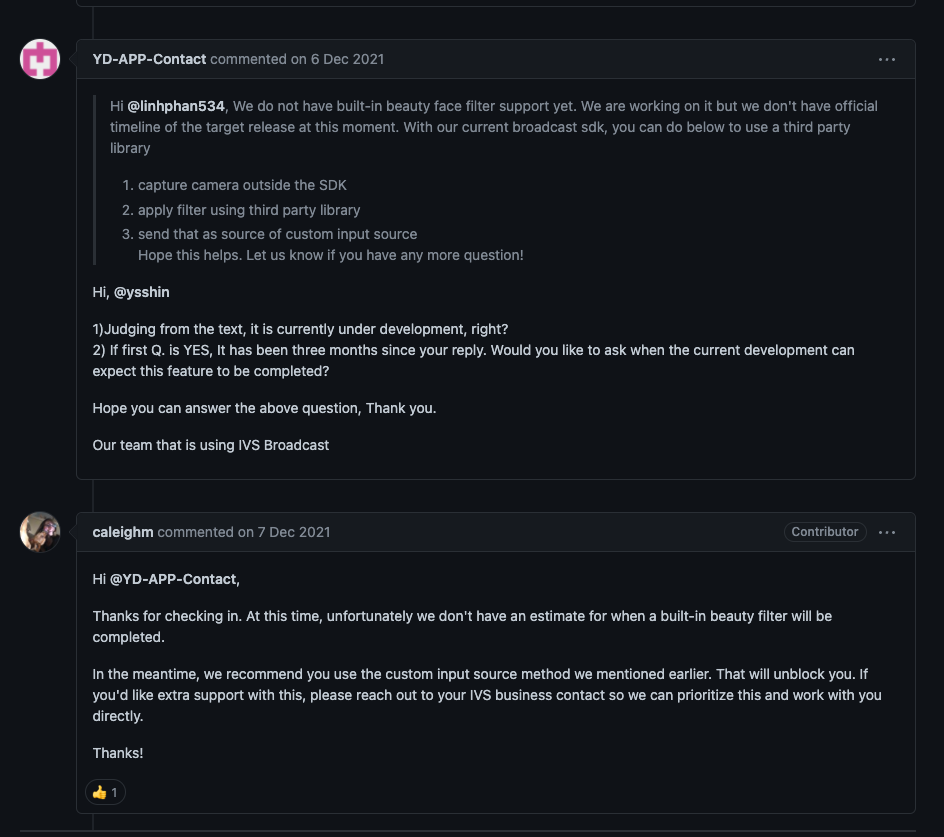 YD-APP-Contact commented on 6 Dec 2021
Hi @linhphan534, We do not have built-in beauty face filter support yet. We are working on it but we don't have official
timeline of the target release at this moment. With our current broadcast sdk, you can do below to use a third party
library
1. capture camera outside the SDK
2. apply filter using third party library
3. send that as source of custom input source
Hope this helps. Let us know if you have any more question!
Hi, @ysshin
1)Judging from the text, it is currently under development, right?
2) If first Q. is YES, It has been three months since your reply. Would you like to ask when the current development can
expect this feature to be completed?
Hope you can answer the above question, Thank you.
Our team that is using IVS Broadcast
caleighm commented on 7 Dec 2021
Contributor
Hi @YD-APP-Contact,
Thanks for checking in. At this time, unfortunately we don't have an estimate for when a built-in beauty filter will be
completed.
In the meantime, we recommend you use the custom input source method we mentioned earlier. That will unblock you. If
you'd like extra support with this, please reach out to your IVS business contact so we can prioritize this and work with you
directly.
Thanks!
👍 1